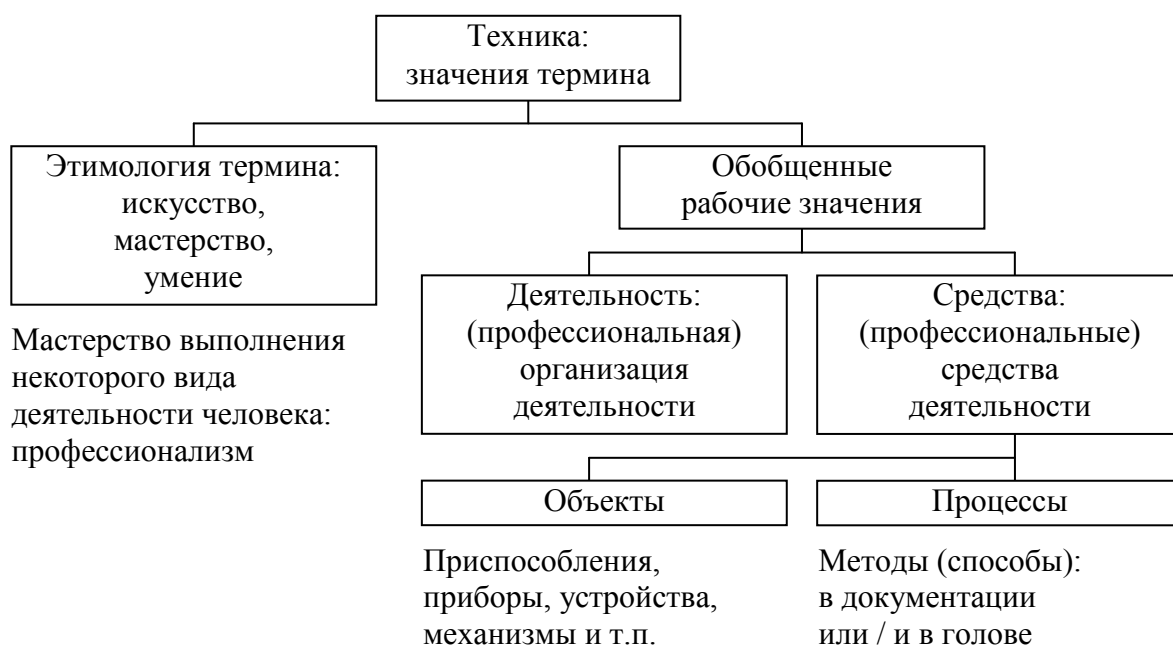 Техника:
значения термина
Этимология термина:
искусство,
мастерство,
умение
Мастерство выполнения
некоторого вида
деятельности человека:
профессионализм
Обобщенные
рабочие значения
Деятельность:
(профессиональная)
организация
деятельности
Средства:
(профессиональные)
средства
деятельности
Объекты
Приспособления,
приборы, устройства,
механизмы и т.п.
Процессы
Методы (способы):
в документации
или / и в голове